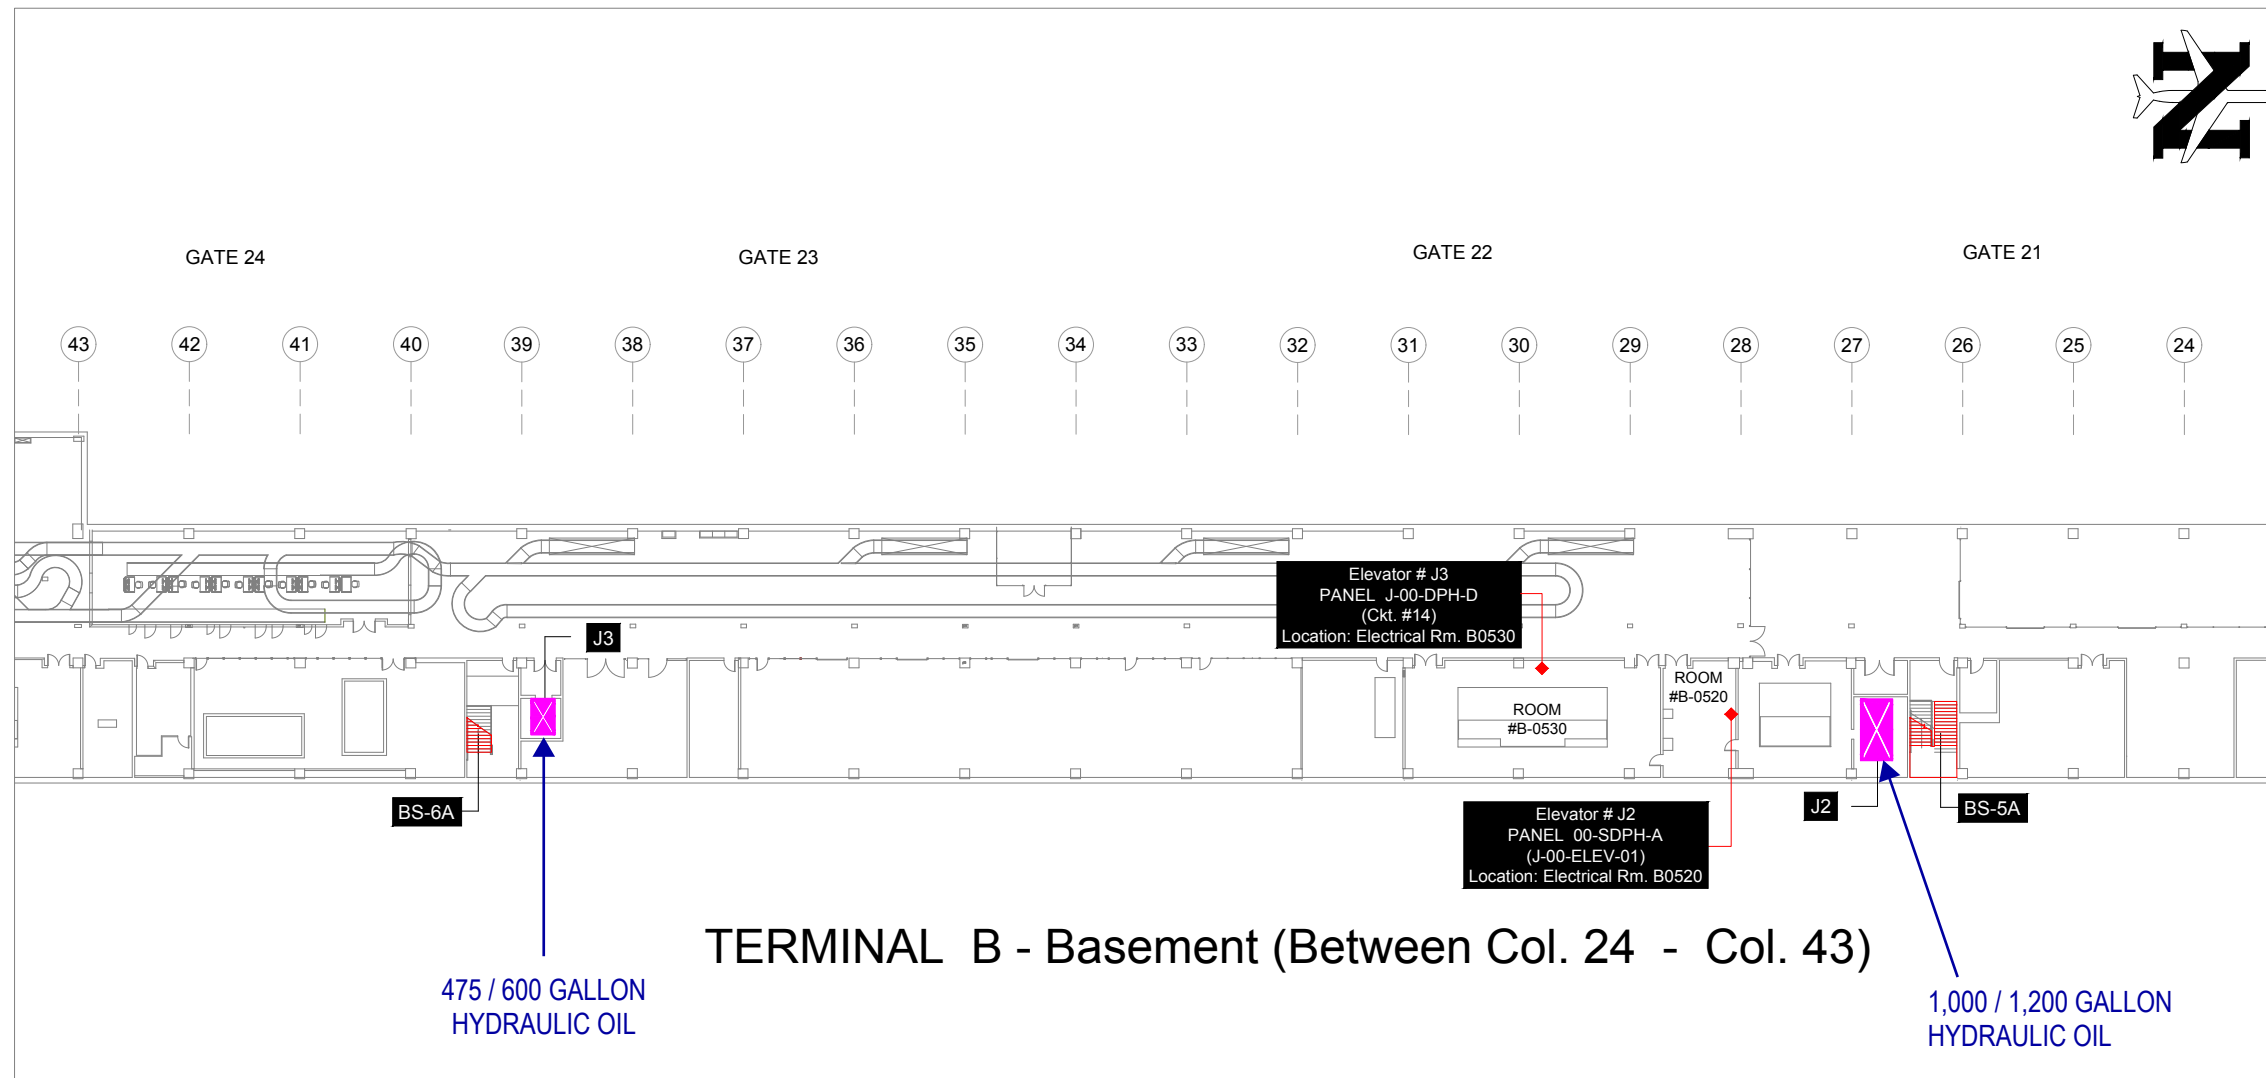 N
GATE 24
GATE 23
GATE 22
GATE 21
43
42
41
40
39
38
37
36
35
34
33
32
31
30
29
28
27
26
25
24
Elevator # J3
PANEL J-00-DPH-D
(Ckt. #14)
Location: Electrical Rm. B0530
J3
ROOM
#B-0520
ROOM
#B-0530
BS-6A
J2
BS-5A
Elevator # J2
PANEL 00-SDPH-A
(J-00-ELEV-01)
Location: Electrical Rm. B0520
TERMINAL B - Basement (Between Col. 24 - Col. 43)
475 / 600 GALLON
HYDRAULIC OIL
1,000 / 1,200 GALLON
HYDRAULIC OIL